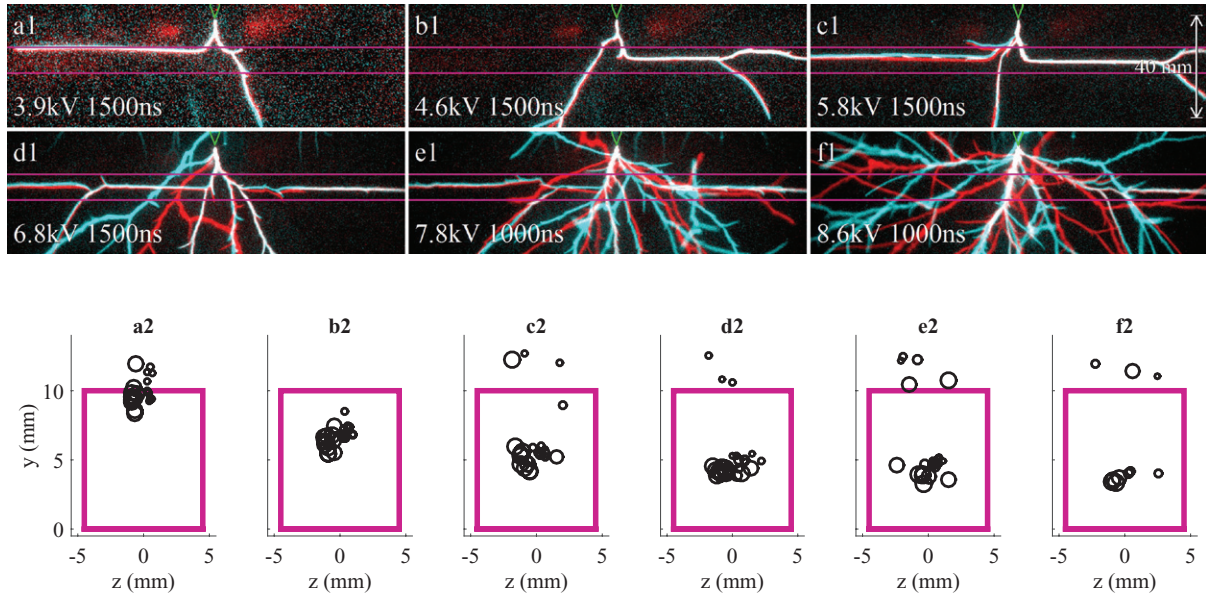 a1
b1
c1
40 mm
3.9kV 1500ns
4.6kV 1500ns
5.8kV 1500ns
d1
e1
f1
6.8kV 1500ns
7.8kV 1000ns
8.6kV 1000ns
a2
b2
c2
d2
e2
f2
10
5
0
y (mm)
-5 0 5
-5 0 5
-5 0 5
-5 0 5
-5 0 5
-5 0 5
z (mm)
z (mm)
z (mm)
z (mm)
z (mm)
z (mm)